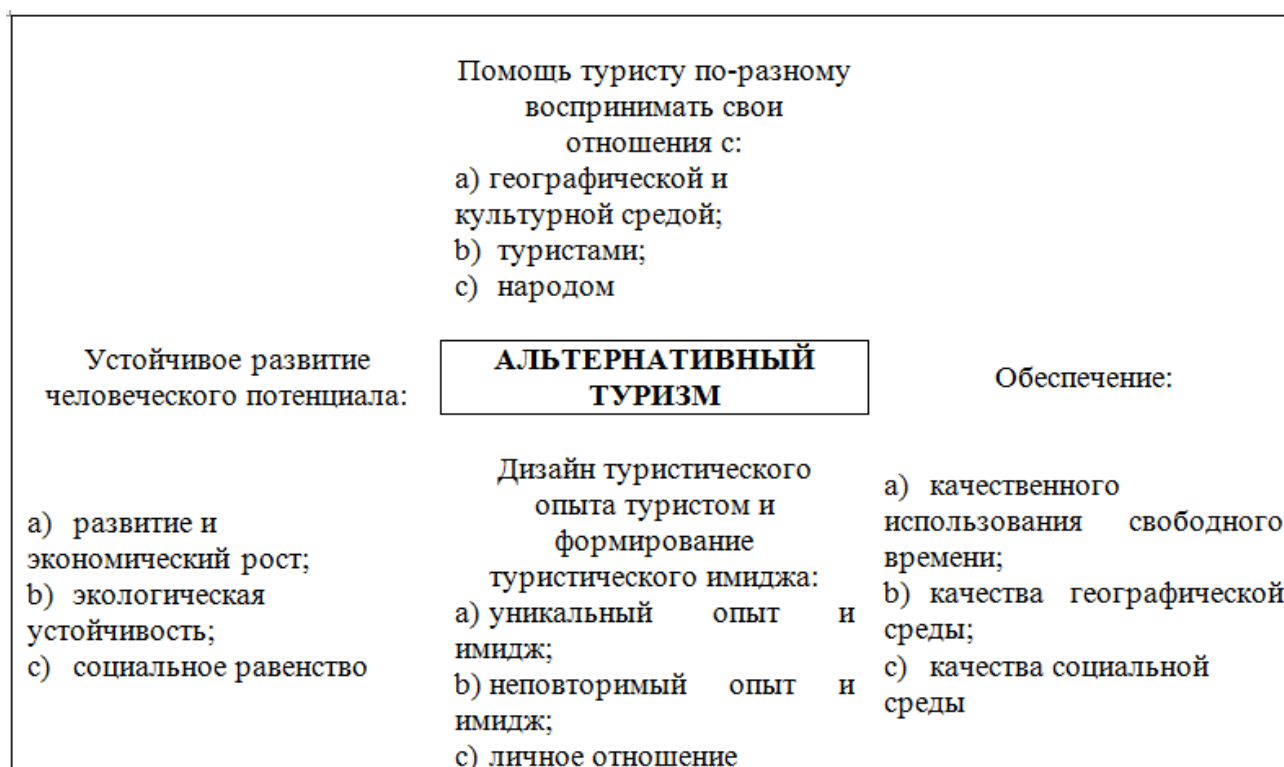 Помощь туристу по-разному
воспринимать свои
отношения с:
a) географической и
культурной средой;
b) туристами;
c) народом
Устойчивое развитие
человеческого потенциала:
АЛЬТЕРНАТИВНЫЙ
ТУРИЗМ
Обеспечение:
a) развитие и
экономический рост;
b) экологическая
устойчивость;
c) социальное равенство
Дизайн туристического
опыта туристом и
формирование
туристического имиджа:
a) уникальный опыт и
имидж;
b) неповторимый опыт и
имидж;
c) личное отношение
a) качественного
использования свободного
времени;
b) качества географической
среды;
c) качества социальной
среды